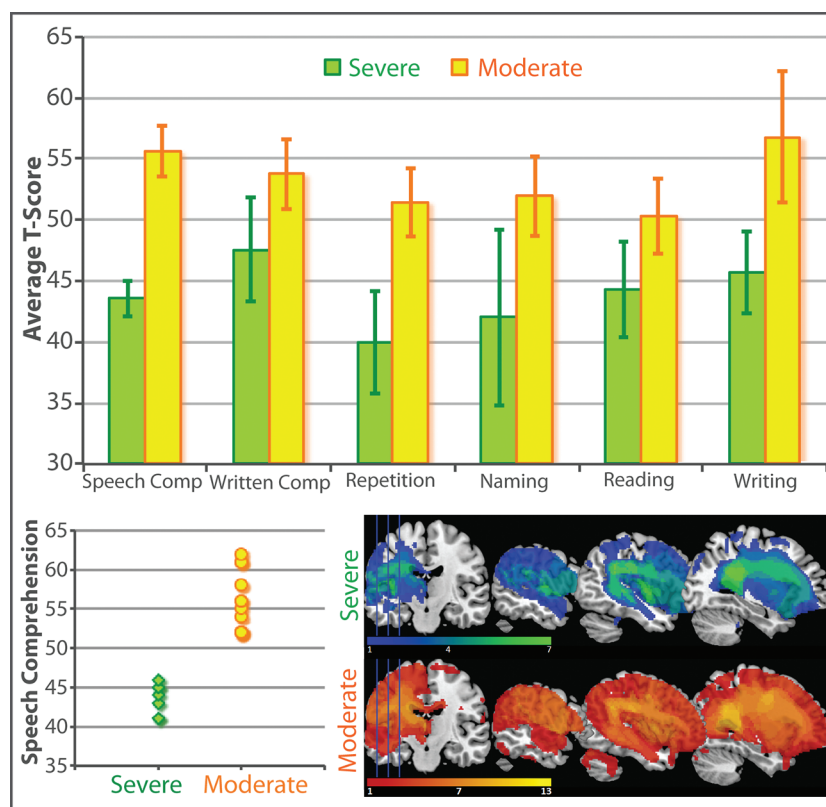 Severe Moderate
Average T-Score
65
60
55
50
45
40
35
30
Speech Comp Written Comp Repetition Naming Reading Writing
Speech Comprehension
65
60
55
50
45
40
35
Severe Moderate
Severe
1 4 7
Moderate
1 7 13